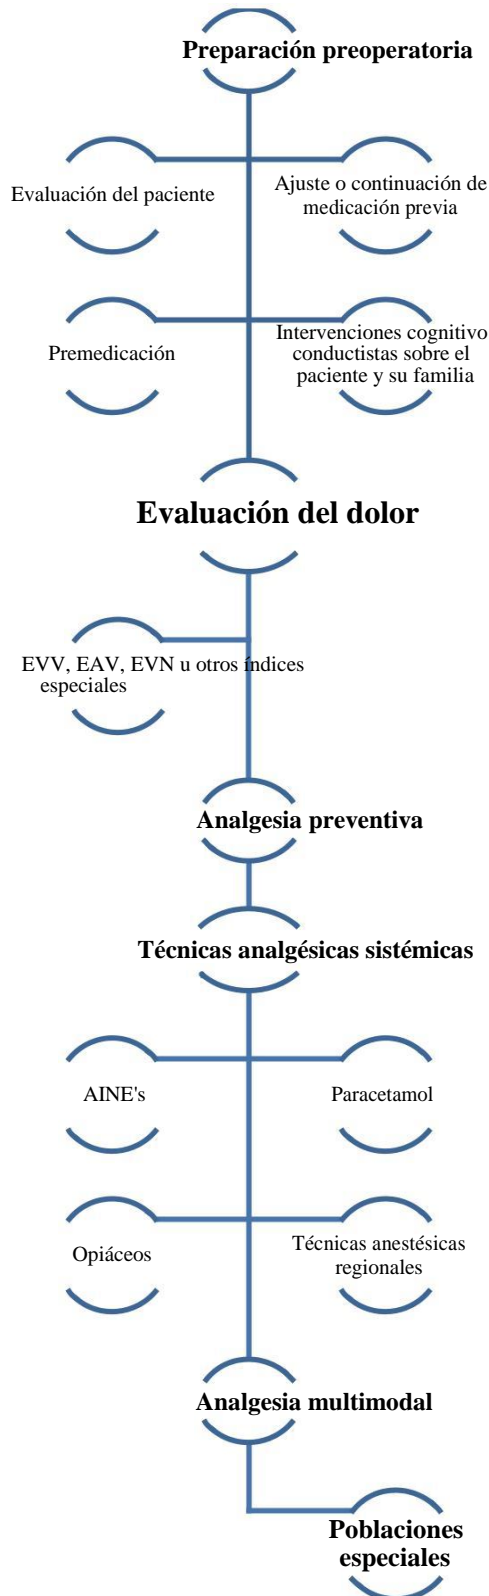 Preparación preoperatoria
Evaluación del paciente
Ajuste o continuación de
medicación previa
Premedicación
Intervenciones cognitivo
conductistas sobre el
paciente y su familia
Evaluación del dolor
EVV, EAV, EVN u otros índices
especiales
Analgesia preventiva
Técnicas analgésicas sistémicas
AINE's
Paracetamol
Opiáceos
Técnicas anestésicas
regionales
Analgesia multimodal
Poblaciones
especiales